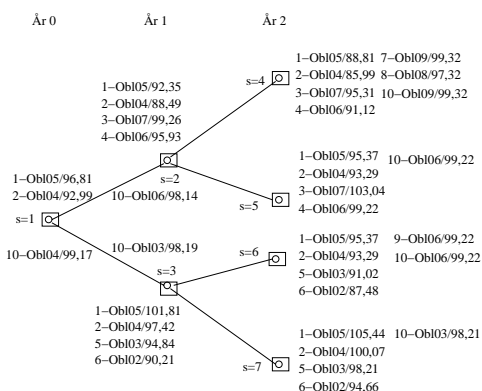 År 0 År 1 År 2
1–Obl05/88,81 7–Obl09/99,32
2–Obl04/85,99 8–Obl08/97,32
3–Obl07/95,31 10–Obl09/99,32
4–Obl06/91,12
s=4
1–Obl05/92,35
2–Obl04/88,49
3–Obl07/99,26
4–Obl06/95,93
s=2
10–Obl06/98,14
1–Obl05/95,37 10–Obl06/99,22
2–Obl04/93,29
3–Obl07/103,04
4–Obl06/99,22
s=5
1–Obl05/96,81
2–Obl04/92,99
s=1
10–Obl04/99,17
10–Obl03/98,19
s=3
1–Obl05/95,37 9–Obl06/99,22
2–Obl04/93,29 10–Obl06/99,22
5–Obl03/91,02
6–Obl02/87,48
s=6
1–Obl05/101,81
2–Obl04/97,42
5–Obl03/94,84
6–Obl02/90,21
1–Obl05/105,44 10–Obl03/98,21
2–Obl04/100,07
5–Obl03/98,21
6–Obl02/94,66
s=7